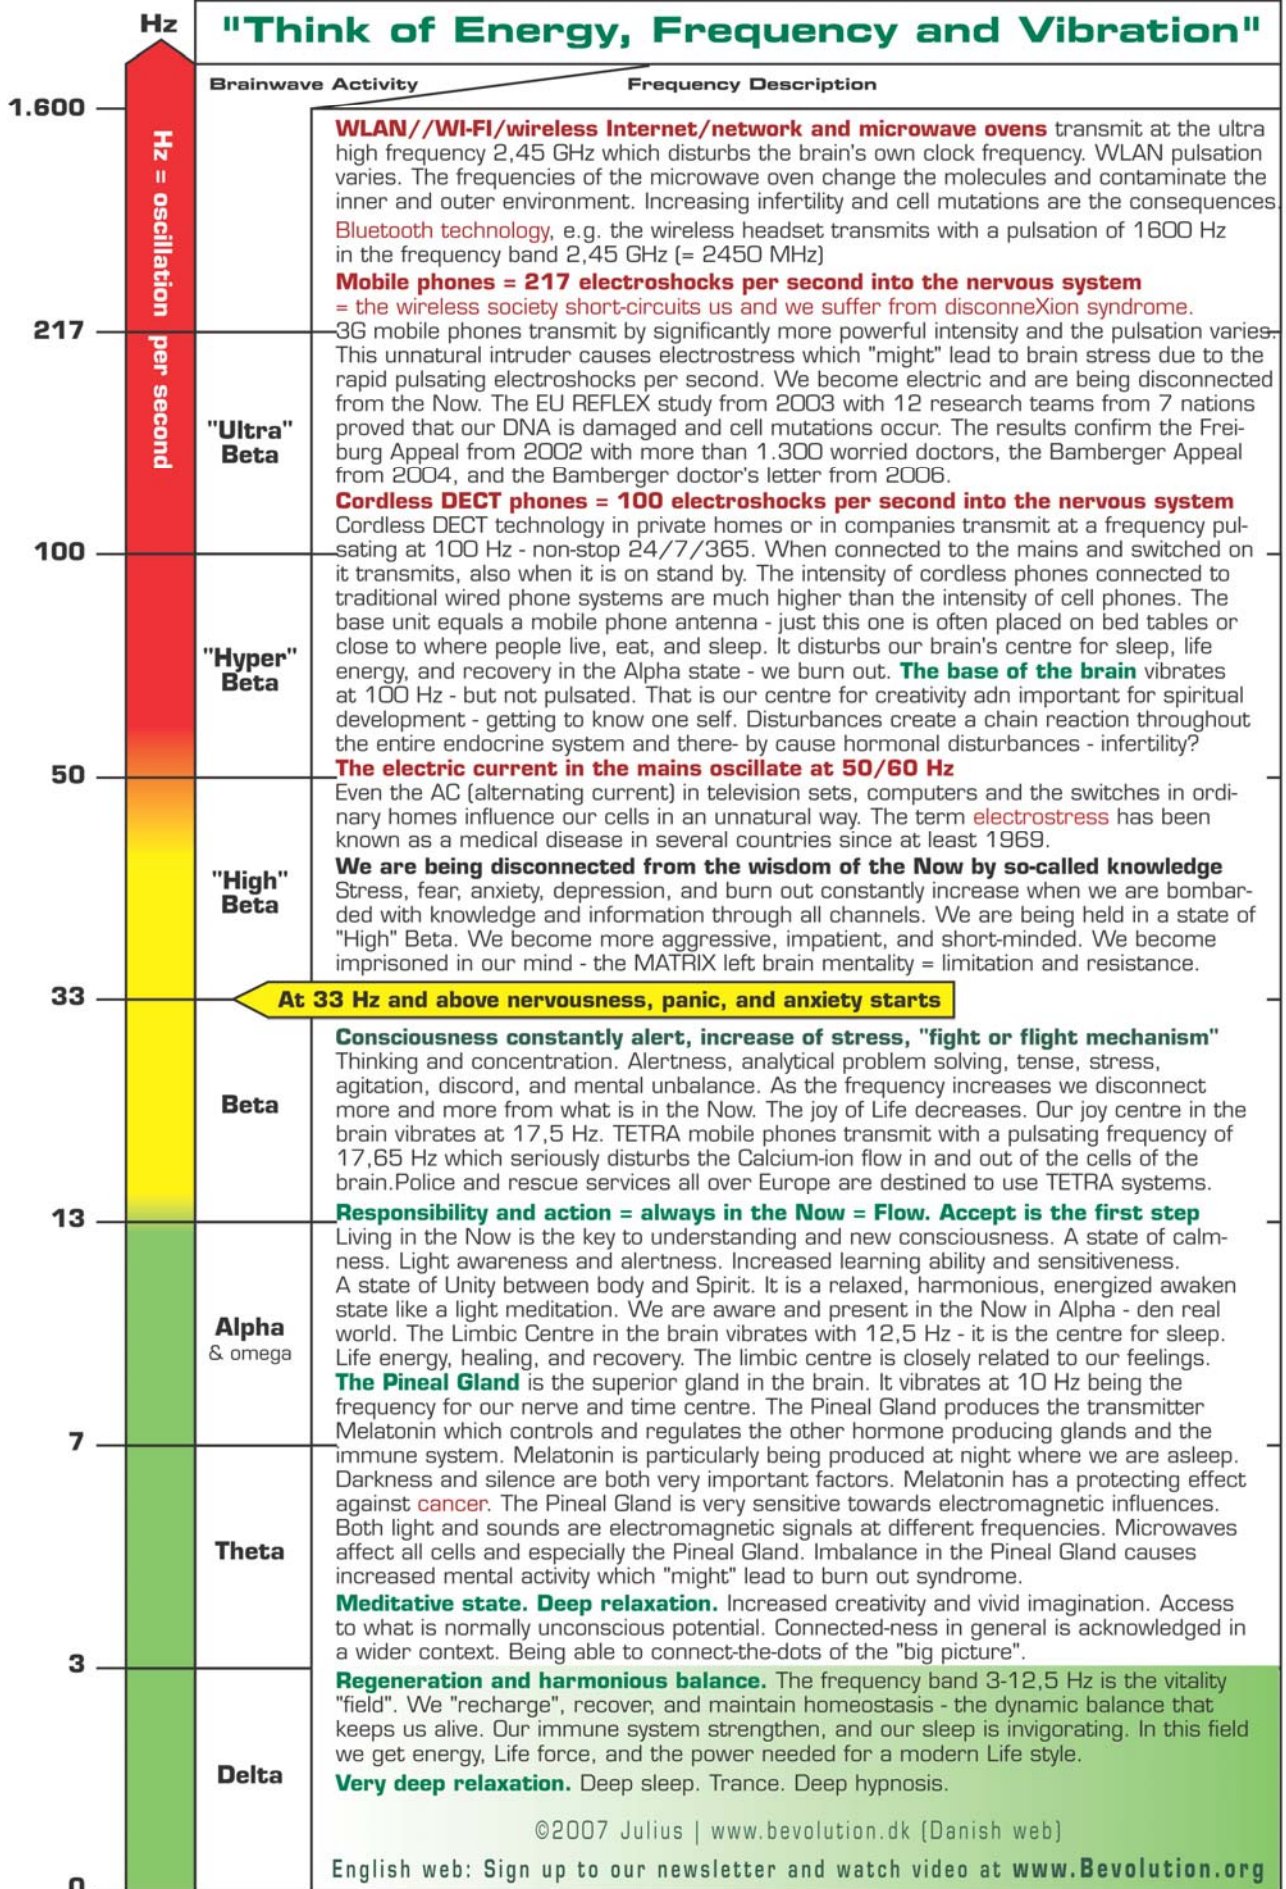 Hz
"Think of Energy, Frequency and Vibration"
Brainwave Activity
Frequency Description
1.600
Hz = oscillation per second
WLAN//WI-FI/wireless Internet/network and microwave ovens transmit at the ultra
high frequency 2,45 GHz which disturbs the brain's own clock frequency. WLAN pulsation
varies. The frequencies of the microwave oven change the molecules and contaminate the
inner and outer environment. Increasing infertility and cell mutations are the consequences.
Bluetooth technology, e.g. the wireless headset transmits with a pulsation of 1600 Hz
in the frequency band 2,45 GHz (= 2450 MHz)
Mobile phones = 217 electroshocks per second into the nervous system
= the wireless society short-circuits us and we suffer from disconneXion syndrome.
217
3G mobile phones transmit by significantly more powerful intensity and the pulsation varies.
This unnatural intruder causes electrostress which "might" lead to brain stress due to the
rapid pulsating electroshocks per second. We become electric and are being disconnected
from the Now. The EU REFLEX study from 2003 with 12 research teams from 7 nations
"Ultra"
Beta
proved that our DNA is damaged and cell mutations occur. The results confirm the Frei-
burg Appeal from 2002 with more than 1.300 worried doctors, the Bamberger Appeal
from 2004, and the Bamberger doctor's letter from 2006.
Cordless DECT phones = 100 electroshocks per second into the nervous system
Cordless DECT technology in private homes or in companies transmit at a frequency pul-
100
sating at 100 Hz - non-stop 24/7/365. When connected to the mains and switched on
it transmits, also when it is on stand by. The intensity of cordless phones connected to
traditional wired phone systems are much higher than the intensity of cell phones. The
base unit equals a mobile phone antenna - just this one is often placed on bed tables or
close to where people live, eat, and sleep. It disturbs our brain's centre for sleep, life
"Hyper"
Beta
energy, and recovery in the Alpha state - we burn out. The base of the brain vibrates
at 100 Hz - but not pulsated. That is our centre for creativity adn important for spiritual
development - getting to know one self. Disturbances create a chain reaction throughout
the entire endocrine system and there- by cause hormonal disturbances - infertility?
50
The electric current in the mains oscillate at 50/60 Hz
Even the AC (alternating current) in television sets, computers and the switches in ordi-
nary homes influence our cells in an unnatural way. The term electrostress has been
known as a medical disease in several countries since at least 1969.
We are being disconnected from the wisdom of the Now by so-called knowledge
"High"
Beta
Stress, fear, anxiety, depression, and burn out constantly increase when we are bombar-
ded with knowledge and information through all channels. We are being held in a state of
"High" Beta. We become more aggressive, impatient, and short-minded. We become
imprisoned in our mind - the MATRIX left brain mentality = limitation and resistance.
33
At 33 Hz and above nervousness, panic, and anxiety starts
Consciousness constantly alert, increase of stress, "fight or flight mechanism"
Thinking and concentration. Alertness, analytical problem solving, tense, stress,
agitation, discord, and mental unbalance. As the frequency increases we disconnect
Beta
more and more from what is in the Now. The joy of Life decreases. Our joy centre in the
brain vibrates at 17,5 Hz. TETRA mobile phones transmit with a pulsating frequency of
17,65 Hz which seriously disturbs the Calcium-ion flow in and out of the cells of the
brain.Police and rescue services all over Europe are destined to use TETRA systems.
13
Responsibility and action = always in the Now = Flow. Accept is the first step
Living in the Now is the key to understanding and new consciousness. A state of calm-
ness. Light awareness and alertness. Increased learning ability and sensitiveness.
A state of Unity between body and Spirit. It is a relaxed, harmonious, energized awaken
state like a light meditation. We are aware and present in the Now in Alpha - den real
Alpha
& omega
world. The Limbic Centre in the brain vibrates with 12,5 Hz - it is the centre for sleep.
Life energy, healing, and recovery. The limbic centre is closely related to our feelings.
The Pineal Gland is the superior gland in the brain. It vibrates at 10 Hz being the
frequency for our nerve and time centre. The Pineal Gland produces the transmitter
Melatonin which controls and regulates the other hormone producing glands and the
7
immune system. Melatonin is particularly being produced at night where we are asleep.
Darkness and silence are both very important factors. Melatonin has a protecting effect
against cancer. The Pineal Gland is very sensitive towards electromagnetic influences.
Both light and sounds are electromagnetic signals at different frequencies. Microwaves
Theta
affect all cells and especially the Pineal Gland. Imbalance in the Pineal Gland causes
increased mental activity which "might" lead to burn out syndrome.
Meditative state. Deep relaxation. Increased creativity and vivid imagination. Access
to what is normally unconscious potential. Connected-ness in general is acknowledged in
a wider context. Being able to connect-the-dots of the "big picture".
3
Regeneration and harmonious balance. The frequency band 3-12,5 Hz is the vitality
"field". We "recharge", recover, and maintain homeostasis - the dynamic balance that
keeps us alive. Our immune system strengthen, and our sleep is invigorating. In this field
we get energy, Life force, and the power needed for a modern Life style.
Delta
Very deep relaxation. Deep sleep. Trance. Deep hypnosis.
©2007 Julius | www.bevolution.dk (Danish web)
English web: Sign up to our newsletter and watch video at www.Bevolution.org
0